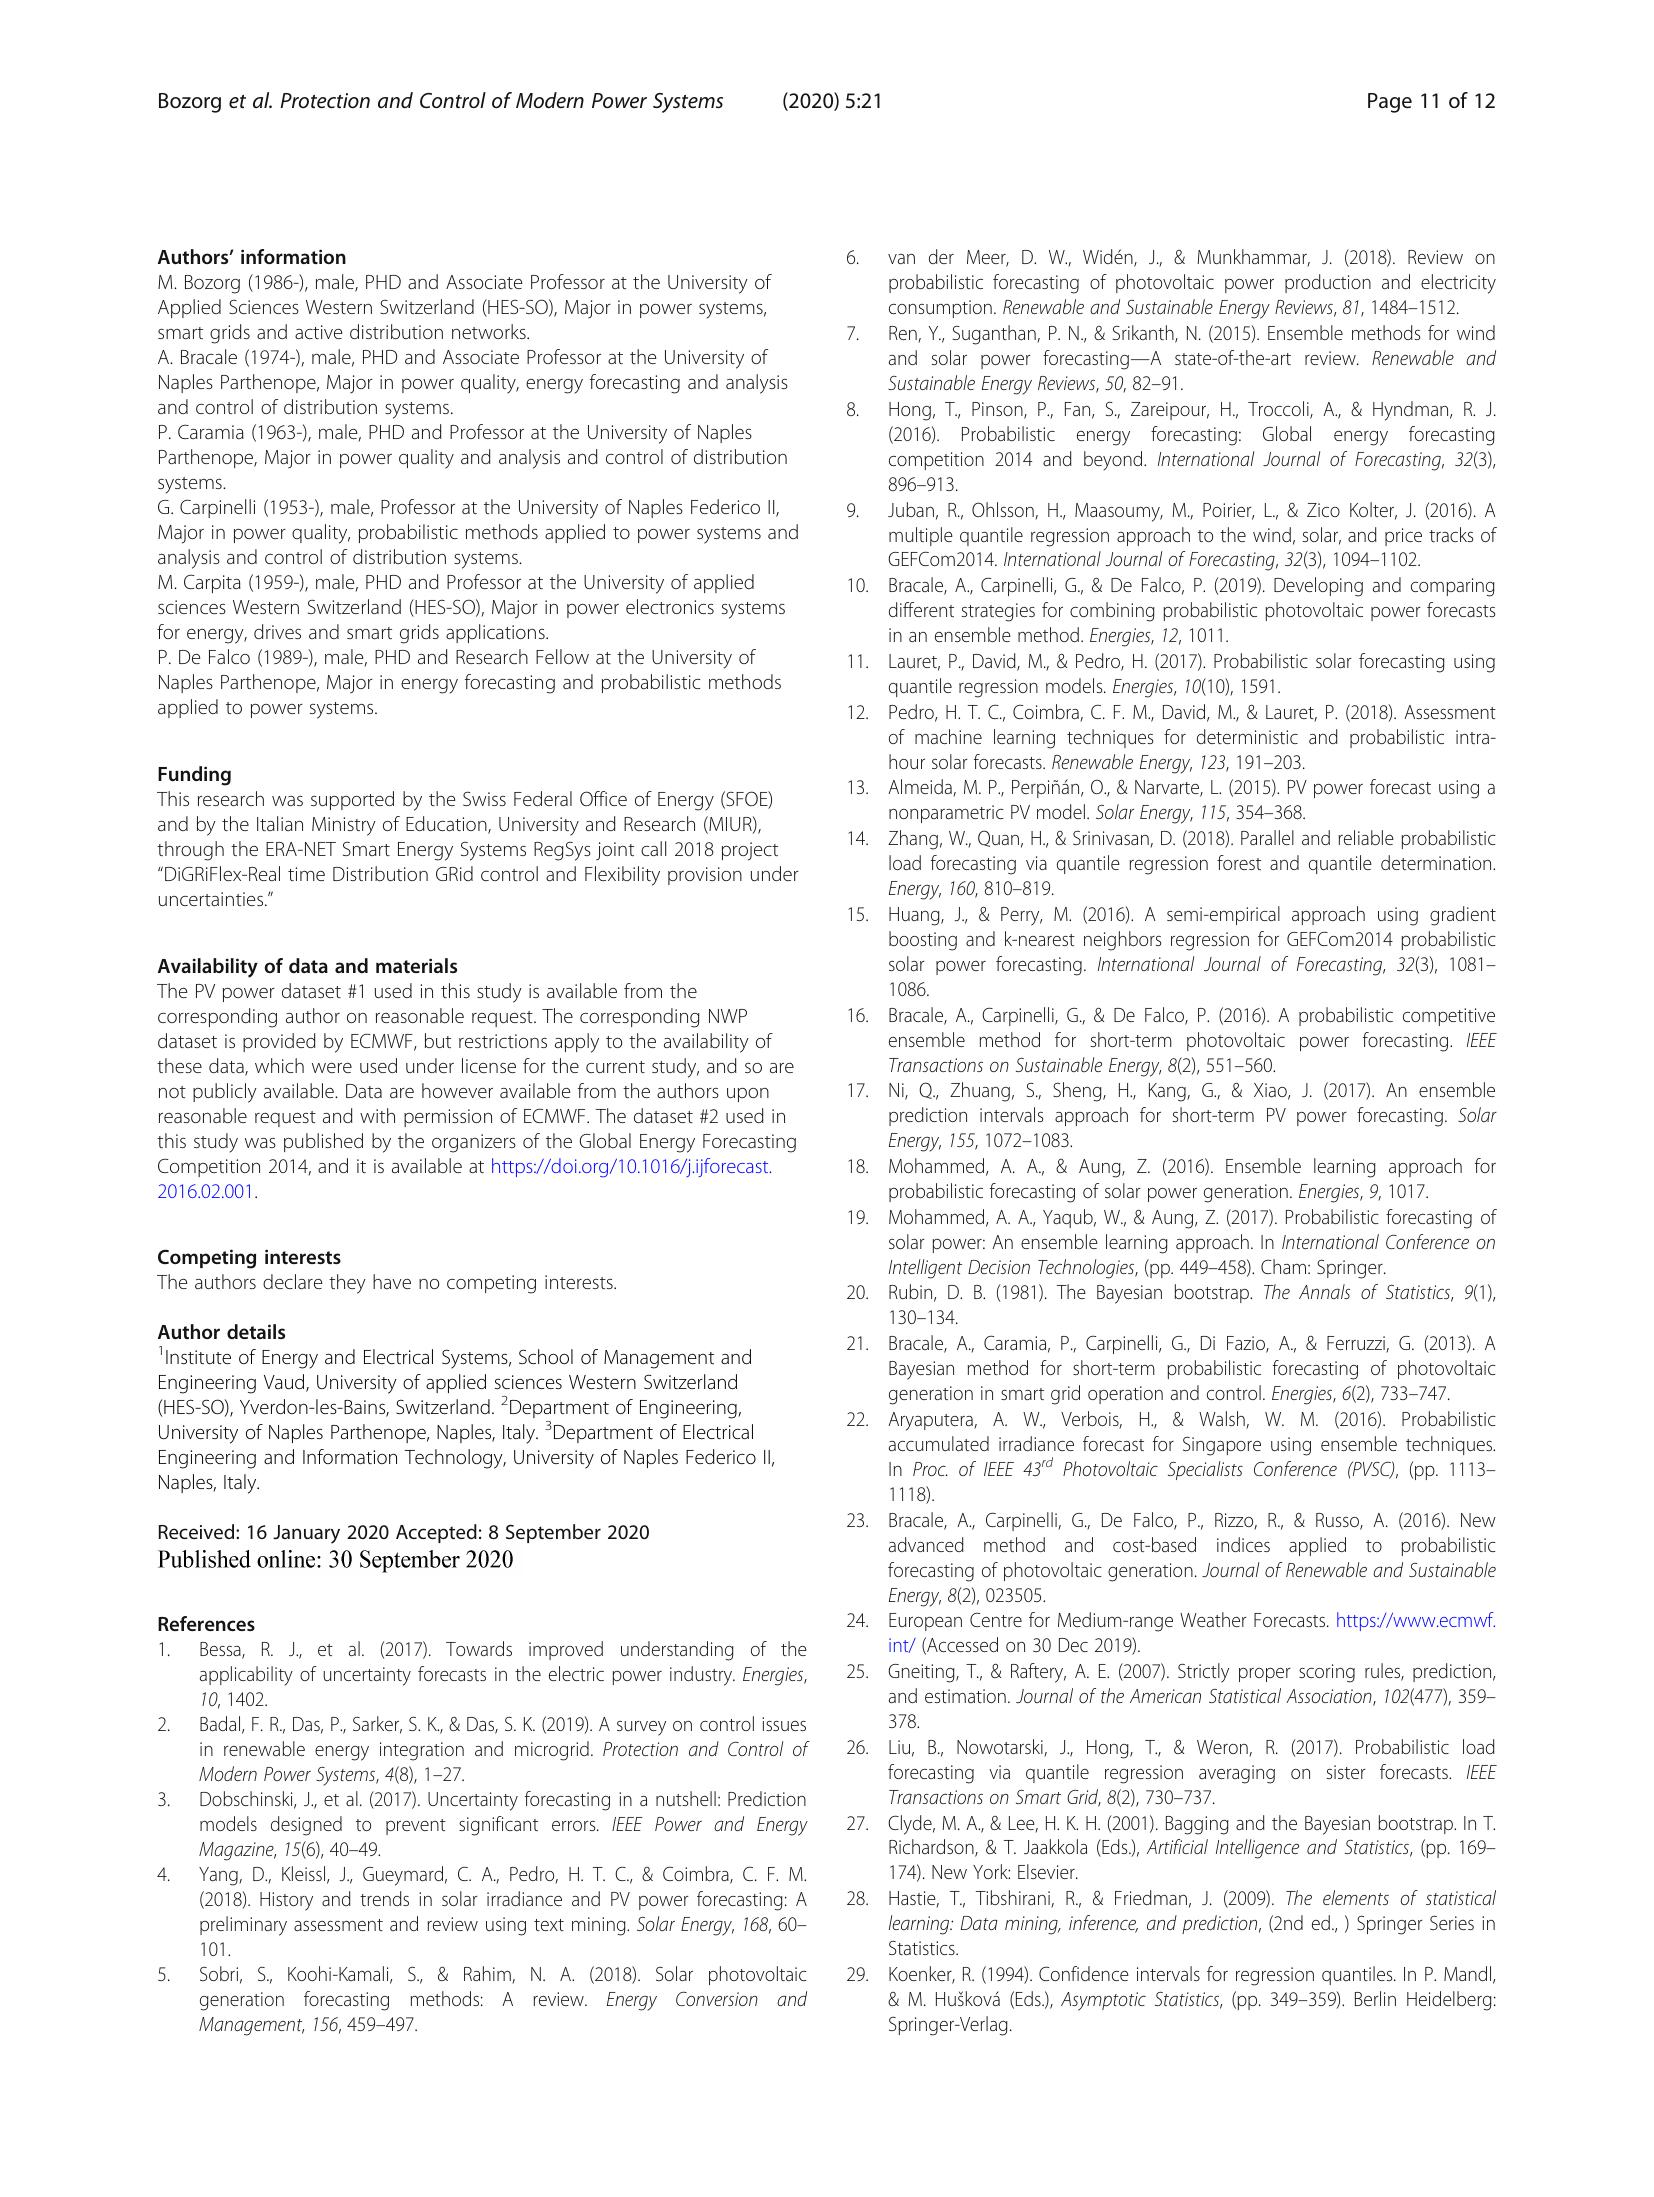 Bozorg et al. Protection and Control of Modern Power Systems (2020) 5:21 Page 11 of 12
Authors' information
M. Bozorg (1986-), male, PHD and Associate Professor at the University of
Applied Sciences Western Switzerland (HES-SO), Major in power systems,
smart grids and active distribution networks.
A. Bracale (1974-), male, PHD and Associate Professor at the University of
Naples Parthenope, Major in power quality, energy forecasting and analysis
and control of distribution systems.
P. Caramia (1963-), male, PHD and Professor at the University of Naples
Parthenope, Major in power quality and analysis and control of distribution
systems.
G. Carpinelli (1953-), male, Professor at the University of Naples Federico II,
Major in power quality, probabilistic methods applied to power systems and
analysis and control of distribution systems.
M. Carpita (1959-), male, PHD and Professor at the University of applied
sciences Western Switzerland (HES-SO), Major in power electronics systems
for energy, drives and smart grids applications.
P. De Falco (1989-), male, PHD and Research Fellow at the University of
Naples Parthenope, Major in energy forecasting and probabilistic methods
applied to power systems.
Funding
This research was supported by the Swiss Federal Office of Energy (SFOE)
and by the Italian Ministry of Education, University and Research (MIUR),
through the ERA-NET Smart Energy Systems RegSys joint call 2018 project
“DiGRiFlex-Real time Distribution GRid control and Flexibility provision under
uncertainties.”
Availability of data and materials
The PV power dataset #1 used in this study is available from the
corresponding author on reasonable request. The corresponding NWP
dataset is provided by ECMWF, but restrictions apply to the availability of
these data, which were used under license for the current study, and so are
not publicly available. Data are however available from the authors upon
reasonable request and with permission of ECMWF. The dataset #2 used in
this study was published by the organizers of the Global Energy Forecasting
Competition 2014, and it is available at https://doi.org/10.1016/j.ijforecast.
2016.02.001.
Competing interests
The authors declare they have no competing interests.
Author details
1Institute of Energy and Electrical Systems, School of Management and
Engineering Vaud, University of applied sciences Western Switzerland
(HES-SO), Yverdon-les-Bains, Switzerland. 2Department of Engineering,
University of Naples Parthenope, Naples, Italy. 3Department of Electrical
Engineering and Information Technology, University of Naples Federico II,
Naples, Italy.
Received: 16 January 2020 Accepted: 8 September 2020
Published online: 30 September 2020
References
1. Bessa, R. J., et al. (2017). Towards improved understanding of the
applicability of uncertainty forecasts in the electric power industry. Energies,
10, 1402.
2. Badal, F. R., Das, P., Sarker, S. K., & Das, S. K. (2019). A survey on control issues
in renewable energy integration and microgrid. Protection and Control of
Modern Power Systems, 4(8), 1–27.
3. Dobschinski, J., et al. (2017). Uncertainty forecasting in a nutshell: Prediction
models designed to prevent significant errors. IEEE Power and Energy
Magazine, 15(6), 40–49.
4. Yang, D., Kleissl, J., Gueymard, C. A., Pedro, H. T. C., & Coimbra, C. F. M.
(2018). History and trends in solar irradiance and PV power forecasting: A
preliminary assessment and review using text mining. Solar Energy, 168, 60–
101.
5. Sobri, S., Koohi-Kamali, S., & Rahim, N. A. (2018). Solar photovoltaic
generation forecasting methods: A review. Energy Conversion and
Management, 156, 459–497.
6. van der Meer, D. W., Widén, J., & Munkhammar, J. (2018). Review on
probabilistic forecasting of photovoltaic power production and electricity
consumption. Renewable and Sustainable Energy Reviews, 81, 1484–1512.
7. Ren, Y., Suganthan, P. N., & Srikanth, N. (2015). Ensemble methods for wind
and solar power forecasting—A state-of-the-art review. Renewable and
Sustainable Energy Reviews, 50, 82–91.
8. Hong, T., Pinson, P., Fan, S., Zareipour, H., Troccoli, A., & Hyndman, R. J.
(2016). Probabilistic energy forecasting: Global energy forecasting
competition 2014 and beyond. International Journal of Forecasting, 32(3),
896–913.
9. Juban, R., Ohlsson, H., Maasoumy, M., Poirier, L., & Zico Kolter, J. (2016). A
multiple quantile regression approach to the wind, solar, and price tracks of
GEFCom2014. International Journal of Forecasting, 32(3), 1094–1102.
10. Bracale, A., Carpinelli, G., & De Falco, P. (2019). Developing and comparing
different strategies for combining probabilistic photovoltaic power forecasts
in an ensemble method. Energies, 12, 1011.
11. Lauret, P., David, M., & Pedro, H. (2017). Probabilistic solar forecasting using
quantile regression models. Energies, 10(10), 1591.
12. Pedro, H. T. C., Coimbra, C. F. M., David, M., & Lauret, P. (2018). Assessment
of machine learning techniques for deterministic and probabilistic intra-
hour solar forecasts. Renewable Energy, 123, 191–203.
13. Almeida, M. P., Perpiñán, O., & Narvarte, L. (2015). PV power forecast using a
nonparametric PV model. Solar Energy, 115, 354–368.
14. Zhang, W., Quan, H., & Srinivasan, D. (2018). Parallel and reliable probabilistic
load forecasting via quantile regression forest and quantile determination.
Energy, 160, 810–819.
15. Huang, J., & Perry, M. (2016). A semi-empirical approach using gradient
boosting and k-nearest neighbors regression for GEFCom2014 probabilistic
solar power forecasting. International Journal of Forecasting, 32(3), 1081–
1086.
16. Bracale, A., Carpinelli, G., & De Falco, P. (2016). A probabilistic competitive
ensemble method for short-term photovoltaic power forecasting. IEEE
Transactions on Sustainable Energy, 8(2), 551–560.
17. Ni, Q., Zhuang, S., Sheng, H., Kang, G., & Xiao, J. (2017). An ensemble
prediction intervals approach for short-term PV power forecasting. Solar
Energy, 155, 1072–1083.
18. Mohammed, A. A., & Aung, Z. (2016). Ensemble learning approach for
probabilistic forecasting of solar power generation. Energies, 9, 1017.
19. Mohammed, A. A., Yaqub, W., & Aung, Z. (2017). Probabilistic forecasting of
solar power: An ensemble learning approach. In International Conference on
Intelligent Decision Technologies, (pp. 449–458). Cham: Springer.
20. Rubin, D. B. (1981). The Bayesian bootstrap. The Annals of Statistics, 9(1),
130–134.
21. Bracale, A., Caramia, P., Carpinelli, G., Di Fazio, A., & Ferruzzi, G. (2013). A
Bayesian method for short-term probabilistic forecasting of photovoltaic
generation in smart grid operation and control. Energies, 6(2), 733–747.
22. Aryaputera, A. W., Verbois, H., & Walsh, W. M. (2016). Probabilistic
accumulated irradiance forecast for Singapore using ensemble techniques.
In Proc. of IEEE 43rd Photovoltaic Specialists Conference (PVSC), (pp. 1113–
1118).
23. Bracale, A., Carpinelli, G., De Falco, P., Rizzo, R., & Russo, A. (2016). New
advanced method and cost-based indices applied to probabilistic
forecasting of photovoltaic generation. Journal of Renewable and Sustainable
Energy, 8(2), 023505.
24. European Centre for Medium-range Weather Forecasts. https://www.ecmwf.
int/ (Accessed on 30 Dec 2019).
25. Gneiting, T., & Raftery, A. E. (2007). Strictly proper scoring rules, prediction,
and estimation. Journal of the American Statistical Association, 102(477), 359–
378.
26. Liu, B., Nowotarski, J., Hong, T., & Weron, R. (2017). Probabilistic load
forecasting via quantile regression averaging on sister forecasts. IEEE
Transactions on Smart Grid, 8(2), 730–737.
27. Clyde, M. A., & Lee, H. K. H. (2001). Bagging and the Bayesian bootstrap. In T.
Richardson, & T. Jaakkola (Eds.), Artificial Intelligence and Statistics, (pp. 169–
174). New York: Elsevier.
28. Hastie, T., Tibshirani, R., & Friedman, J. (2009). The elements of statistical
learning: Data mining, inference, and prediction, (2nd ed., ) Springer Series in
Statistics.
29. Koenker, R. (1994). Confidence intervals for regression quantiles. In P. Mandl,
& M. Hušková (Eds.), Asymptotic Statistics, (pp. 349–359). Berlin Heidelberg:
Springer-Verlag.